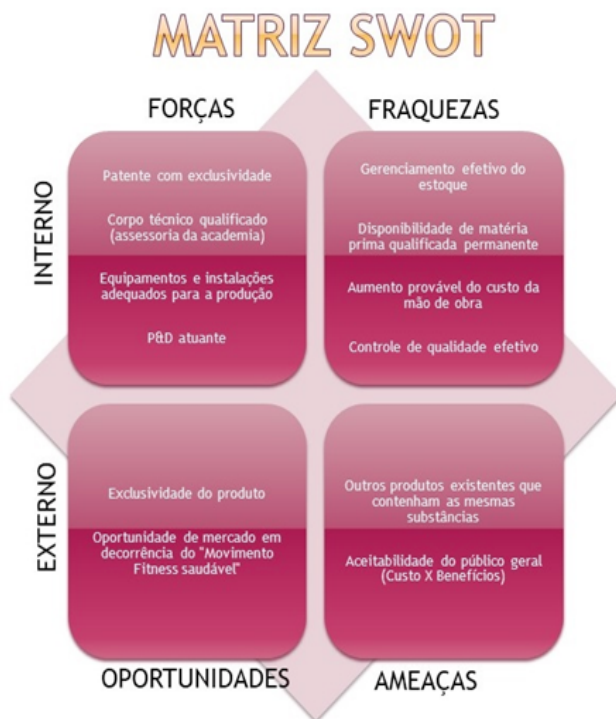 MATRIZ SWOT
FORÇAS
FRAQUEZAS
INTERNO
Patente com exclusividade
Corpo técnico qualificado
(assessoria da academia)
Equipamentos e instalações
adequados para a produção
P&D atuante
Gerenciamento efetivo do
estoque
Disponibilidade de matéria
prima qualificada permanente
Aumento provável do custo da
mão de obra
Controle de qualidade efetivo
EXTERNO
Exclusividade do produto
Oportunidade de mercado em
decorrência do "Movimento
Fitness saudável"
Outros produtos existentes que
contenham as mesmas
substâncias
Aceitabilidade do público geral
(Custo X Benefícios)
OPORTUNIDADES
AMEAÇAS